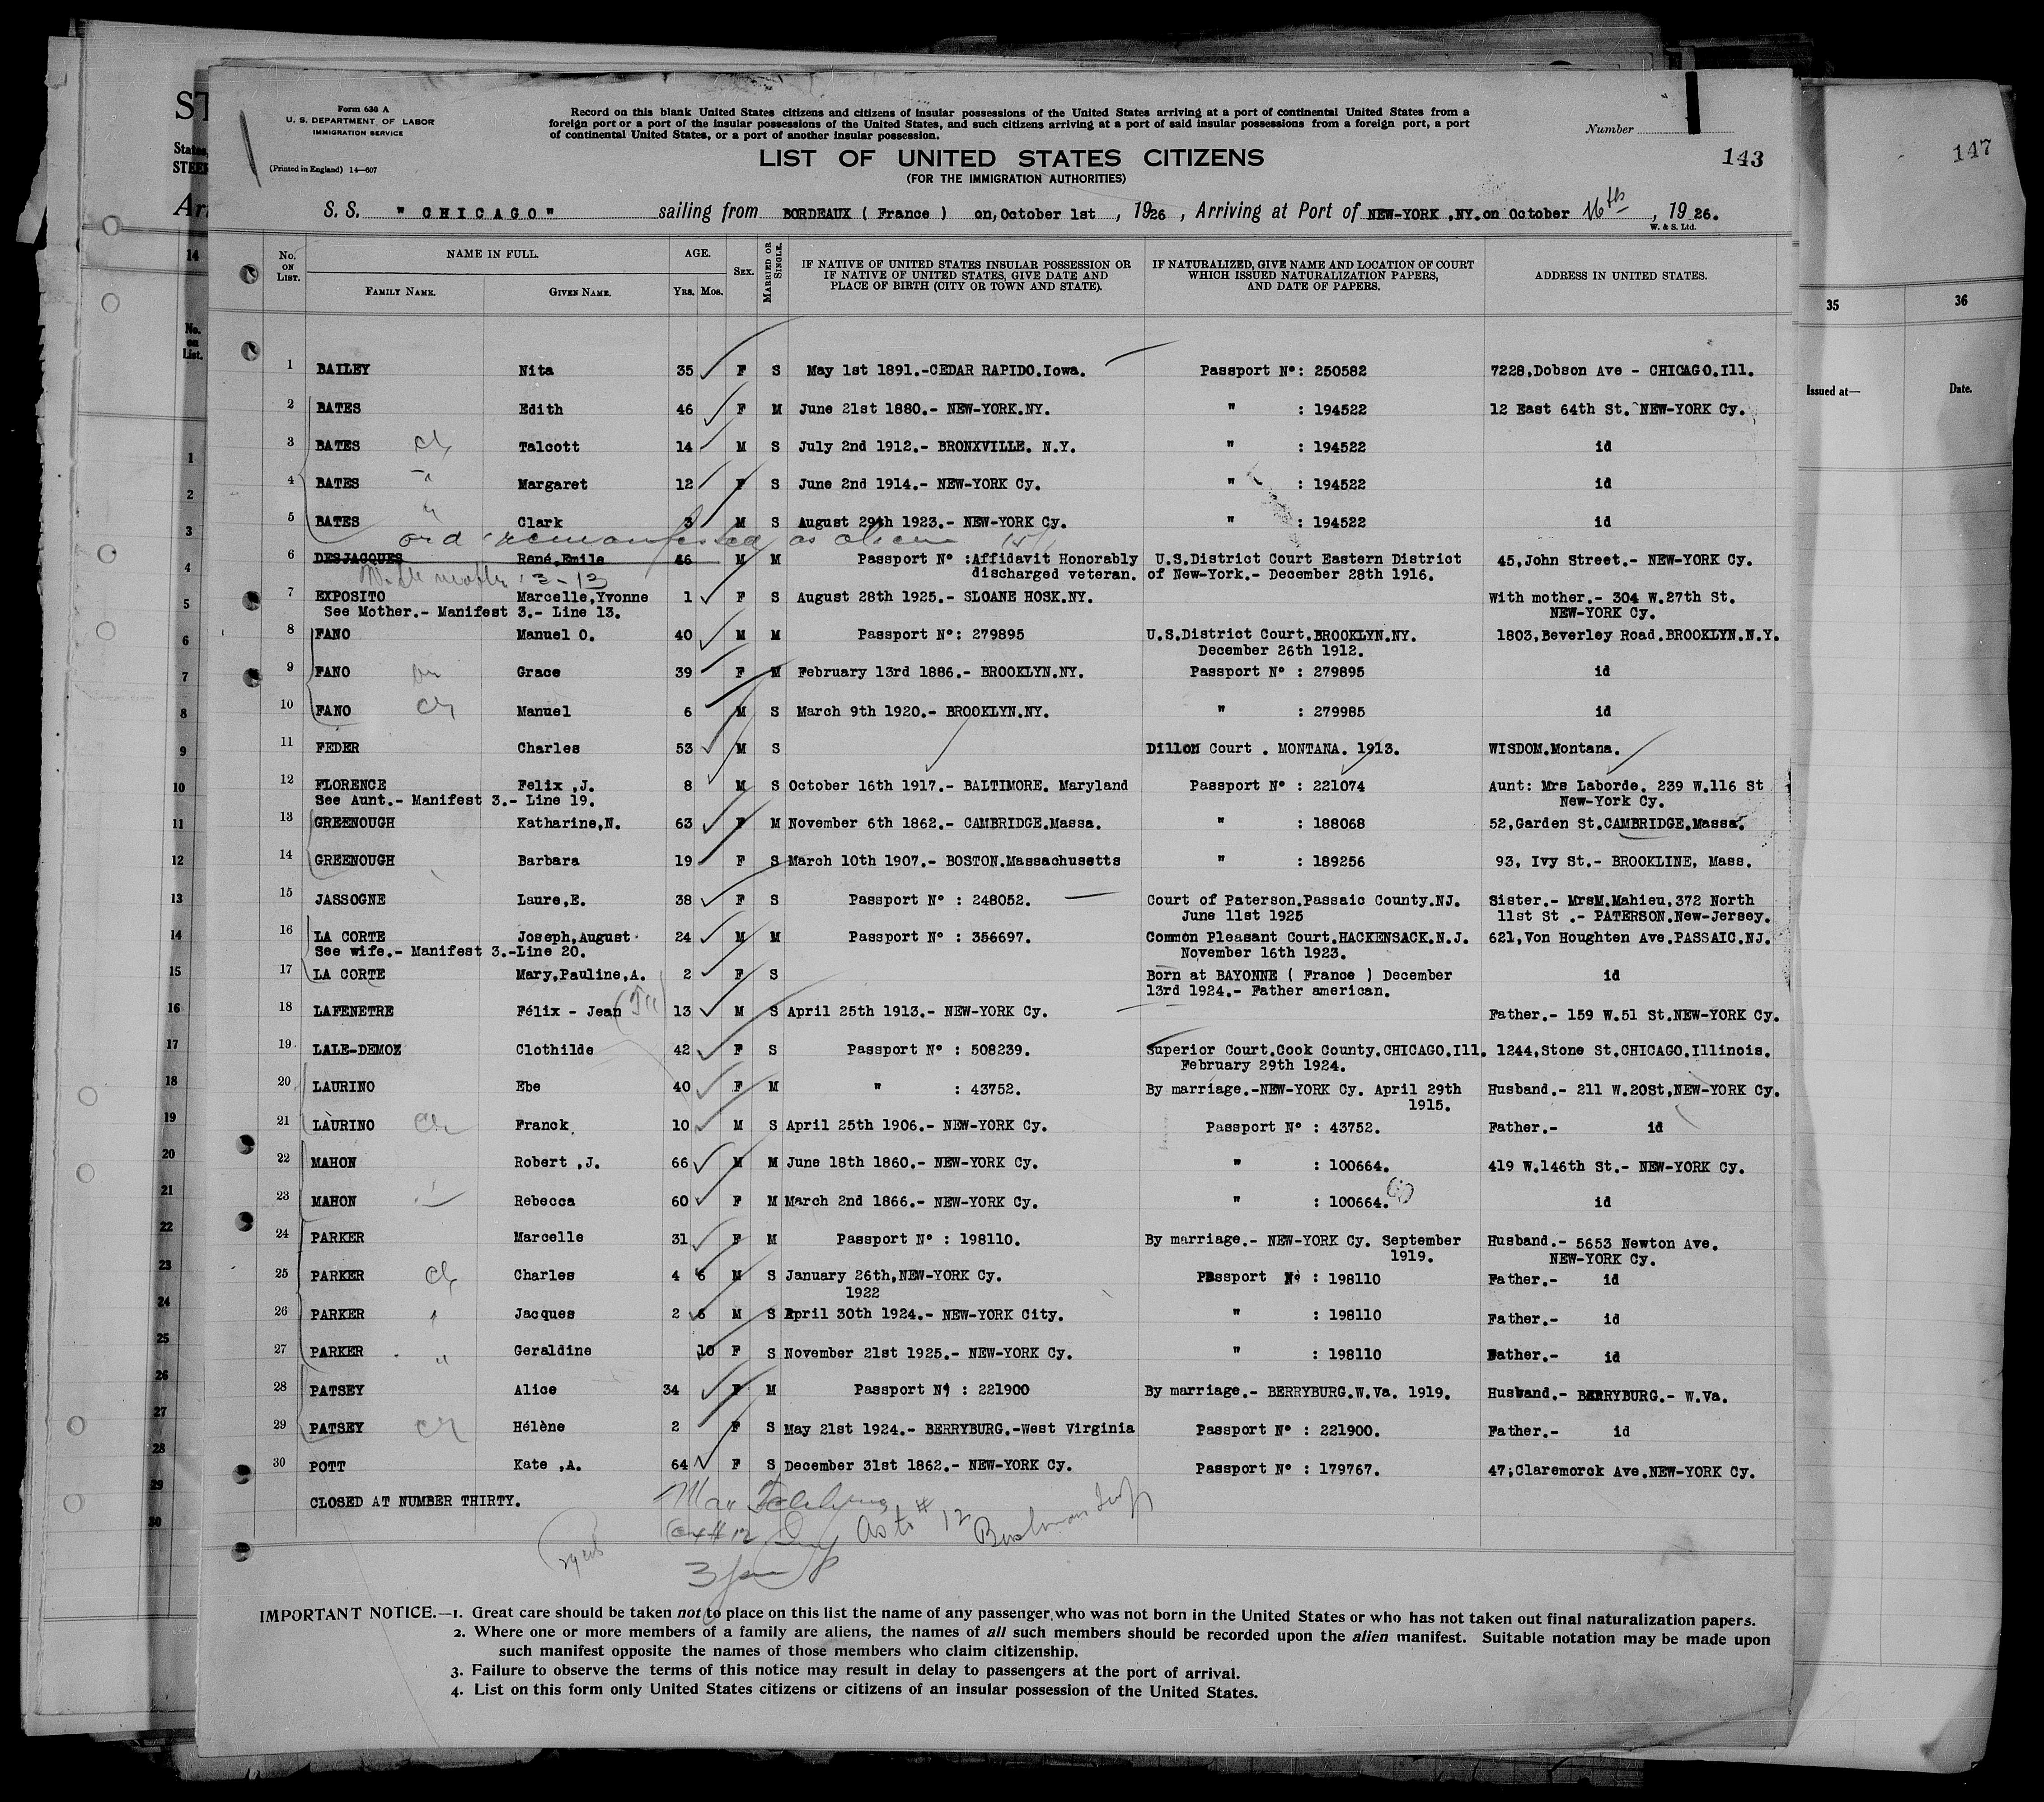 Form 630 A
U. S. DEPARTMENT OF LABOR
IMMIGRATION SERVICE
(Printed in England) 14—607
Record on this blank United States citizens and citizens of insular possessions of the United States arriving at a port of continental United States from a
foreign port or a port of the insular possessions of the United States, and such citizens arriving at a port of said insular possessions from a foreign port, a port
of continental United States, or a port of another insular possession.
Number
143
147
LIST OF UNITED STATES CITIZENS
(FOR THE IMMIGRATION AUTHORITIES)
S. S. "CHICAGO" sailing from BORDEAUX ( France ) on, October 1st , 1926 , Arriving at Port of NEW-YORK ,NY. on October 16th , 19 26.
W. & S. Ltd.
No. ON LIST. NAME IN FULL. AGE. SEX. MARRIED OR SINGLE. IF NATIVE OF UNITED STATES INSULAR POSSESSION OR IF NATIVE OF UNITED STATES, GIVE DATE AND PLACE OF BIRTH (CITY OR TOWN AND STATE). IF NATURALIZED, GIVE NAME AND LOCATION OF COURT WHICH ISSUED NATURALIZATION PAPERS, AND DATE OF PAPERS. ADDRESS IN UNITED STATES.
FAMILY NAME. GIVEN NAME. YRS. MOS.
35 36
Issued at— Date.
1 BAILEY Nita 35 F S May 1st 1891.-CEDAR RAPIDO.Iowa. Passport N°: 250582 7228,Dobson Ave - CHICAGO.Ill.
2 BATES Edith 46 F M June 21st 1880.- NEW-YORK.NY. " : 194522 12 East 64th St. NEW-YORK Cy.
3 BATES ch Talcott 14 M S July 2nd 1912.- BRONXVILLE. N.Y. " : 194522 id
4 BATES " Margaret 12 F S June 2nd 1914.- NEW-YORK Cy. " : 194522 id
5 BATES " Clark 3 M S August 29th 1923.- NEW-YORK Cy. " : 194522 id
remanifested as alien
6 DESJACQUES René,Emile 46 M M Passport N° :Affidavit Honorably U.S.District Court Eastern District 45,John Street.- NEW-YORK Cy.
discharged veteran. of New-York.- December 28th 1916.
With mother 3-13
7 EXPOSITO Marcelle,Yvonne 1 F S August 28th 1925.- SLOANE HOSK.NY. With mother.- 304 W.27th St.
See Mother.- Manifest 3.- Line 13. NEW-YORK Cy.
8 FANO Manuel O. 40 M M Passport N°: 279895 U.S.District Court.BROOKLYN.NY. 1803,Beverley Road.BROOKLYN.N.Y.
December 26th 1912.
9 FANO Grace 39 F M February 13rd 1886.- BROOKLYN.NY. Passport N° : 279895 id
10 FANO ch Manuel 6 M S March 9th 1920.- BROOKLYN.NY. " : 279985 id
11 FEDER Charles 53 M S Dillon Court . MONTANA. 1913. WISDOM.Montana.
12 FLORENCE Felix ,J. 8 M S October 16th 1917.- BALTIMORE. Maryland Passport N° : 221074 Aunt: Mrs Laborde. 239 W.116 St
See Aunt.- Manifest 3.- Line 19. New-York Cy.
13 GREENOUGH Katharine,N. 63 F M November 6th 1862.- CAMBRIDGE.Massa. " : 188068 52,Garden St.CAMBRIDGE.Massa.
14 GREENOUGH Barbara 19 F S March 10th 1907.- BOSTON.Massachusetts " : 189256 93, Ivy St.- BROOKLINE, Mass.
15 JASSOGNE Laure,E. 38 F S Passport N° : 248052. Court of Paterson.Passaic County.NJ. Sister.- MrsM.Mahieu,372 North
June 11st 1925 11st St .- PATERSON.New-Jersey.
16 LA CORTE Joseph,August 24 M M Passport N° : 356697. Common Pleasant Court.HACKENSACK.N.J. 621,Von Houghten Ave.PASSAIC.NJ.
See wife.- Manifest 3.-Line 20. November 16th 1923.
17 LA CORTE Mary,Pauline,A. 2 F S Born at BAYONNE ( France ) December id
13rd 1924.- Father american.
18 LAFENETRE Félix - Jean 13 M S April 25th 1913.- NEW-YORK Cy. Father.- 159 W.51 St.NEW-YORK Cy.
19 LALE-DEMOZ Clothilde 42 F S Passport N° : 508239. Superior Court.Cook County.CHICAGO.Ill. 1244,Stone St.CHICAGO.Illinois.
February 29th 1924.
20 LAURINO Ebe 40 F M " : 43752. By marriage.-NEW-YORK Cy. April 29th Husband.- 211 W.20St,NEW-YORK Cy.
1915.
21 LAURINO ch Franck 10 M S April 25th 1906.- NEW-YORK Cy. Passport N° : 43752. Father.- id
22 MAHON Robert ,J. 66 M M June 18th 1860.- NEW-YORK Cy. " : 100664. 419 W.146th St.- NEW-YORK Cy.
23 MAHON Rebecca 60 F M March 2nd 1866.- NEW-YORK Cy. " : 100664. id
24 PARKER Marcelle 31 F M Passport N° : 198110. By marriage.- NEW-YORK Cy. September Husband.- 5653 Newton Ave.
1919. NEW-YORK Cy.
25 PARKER ch Charles 4 6 M S January 26th,NEW-YORK Cy. Passport N° : 198110 Father.- id
1922
26 PARKER " Jacques 2 6 M S April 30th 1924.- NEW-YORK City. " : 198110 Father.- id
27 PARKER " Geraldine 10 F S November 21st 1925.- NEW-YORK Cy. " : 198110 Father.- id
28 PATSEY Alice 34 F M Passport N° : 221900 By marriage.- BERRYBURG.W.Va. 1919. Husband.- BERRYBURG.- W.Va.
29 PATSEY ch Hélène 2 F S May 21st 1924.- BERRYBURG.-West Virginia Passport N° : 221900. Father.- id
30 POTT Kate ,A. 64 F S December 31st 1862.- NEW-YORK Cy. Passport N° : 179767. 47;Claremorck Ave.NEW-YORK Cy.
CLOSED AT NUMBER THIRTY.
as to # 12
IMPORTANT NOTICE.—1. Great care should be taken not to place on this list the name of any passenger who was not born in the United States or who has not taken out final naturalization papers.
2. Where one or more members of a family are aliens, the names of all such members should be recorded upon the alien manifest. Suitable notation may be made upon
such manifest opposite the names of those members who claim citizenship.
3. Failure to observe the terms of this notice may result in delay to passengers at the port of arrival.
4. List on this form only United States citizens or citizens of an insular possession of the United States.